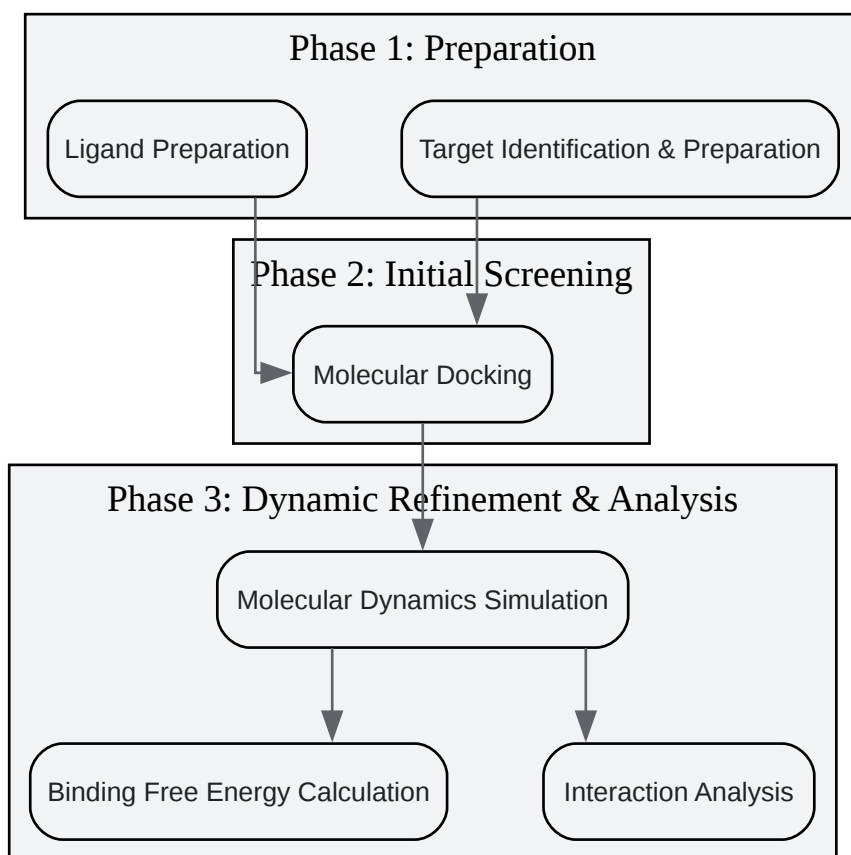 Phase 1: Preparation
Ligand Preparation
Target Identification & Preparation
Phase 2: Initial Screening
Molecular Docking
Phase 3: Dynamic Refinement & Analysis
Molecular Dynamics Simulation
Binding Free Energy Calculation
Interaction Analysis